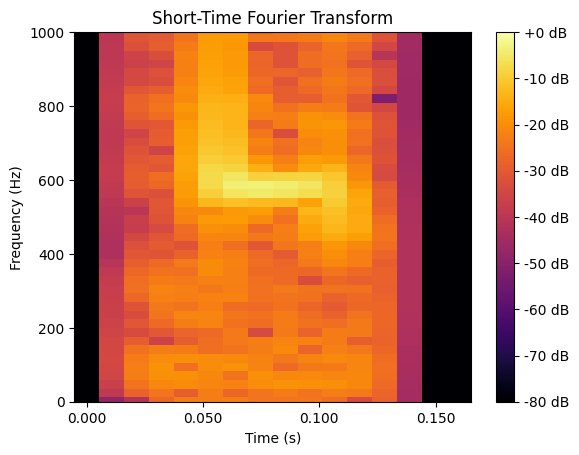 Short-Time Fourier Transform
1000
800
600
400
200
0
Frequency (Hz)
0.000
0.050
0.100
0.150
Time (s)
+0 dB
-10 dB
-20 dB
-30 dB
-40 dB
-50 dB
-60 dB
-70 dB
-80 dB